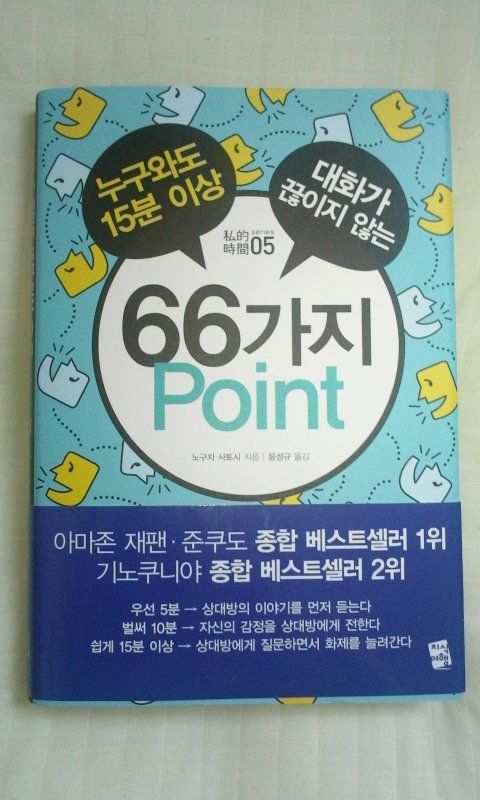 누구와도
15분 이상
대화가
끊이지 않는
私的 series
時間 05
66가지
Point
노구치 사토시 지음 | 윤성규 옮김
아마존 재팬 · 준쿠도 종합 베스트셀러 1위
기노쿠니야 종합 베스트셀러 2위
우선 5분 → 상대방의 이야기를 먼저 듣는다
벌써 10분 → 자신의 감정을 상대방에게 전한다
쉽게 15분 이상 → 상대방에게 질문하면서 화제를 늘려간다
지식
여행